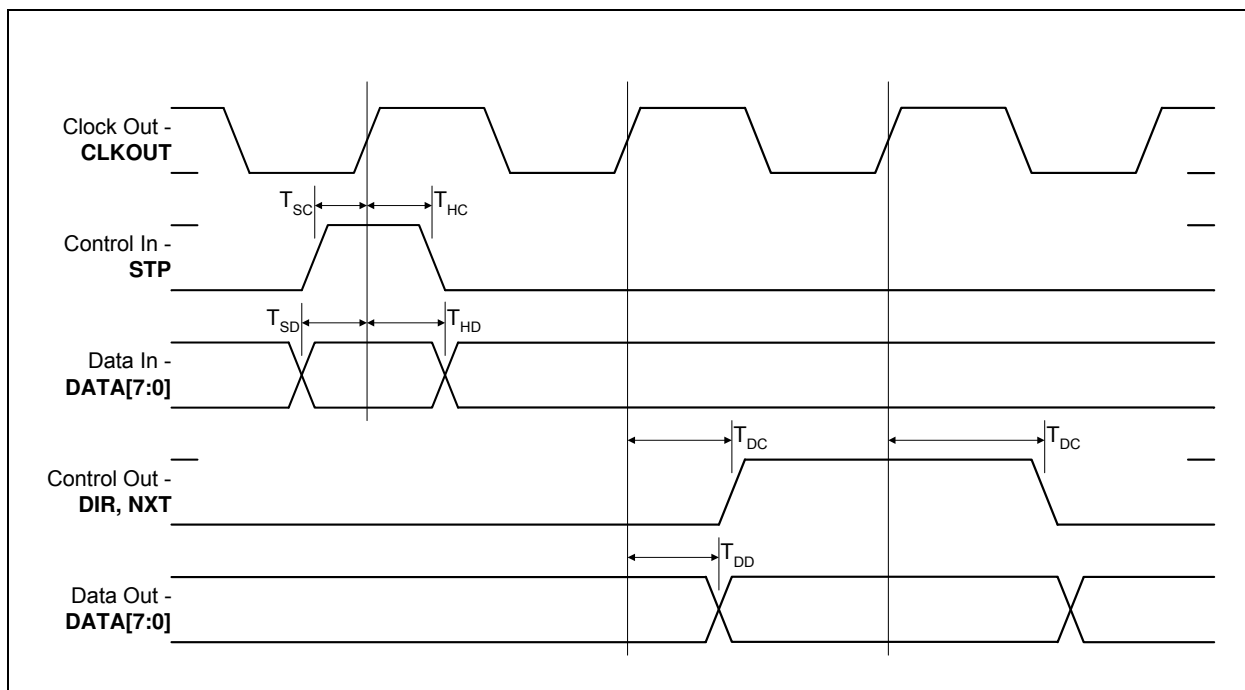 Clock Out -
CLKOUT
T_SC
T_HC
Control In -
STP
T_SD
T_HD
Data In -
DATA[7:0]
T_DC
T_DC
Control Out -
DIR, NXT
T_DD
Data Out -
DATA[7:0]